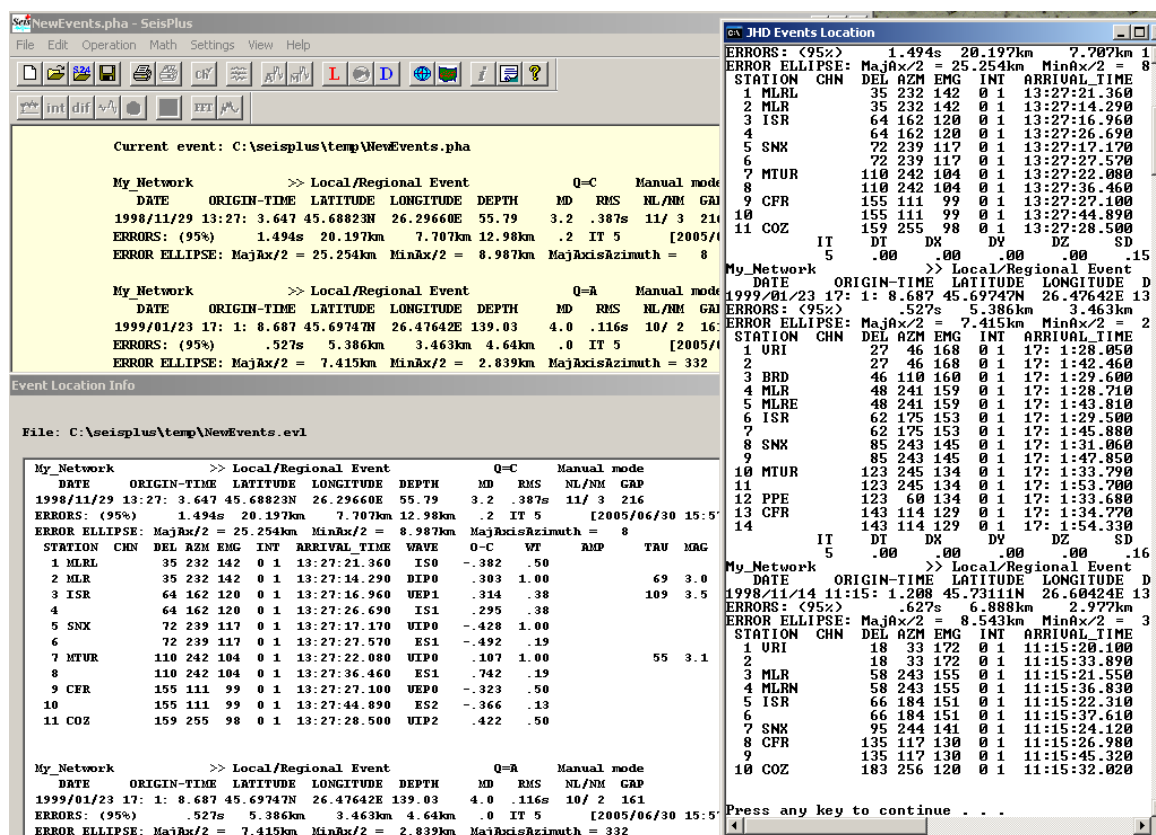 NewEvents.pha - SeisPlus
File Edit Operation Math Settings View Help
S24 L D i ?
int dif FFT
Current event: C:\seisplus\temp\NewEvents.pha
My_Network >> Local/Regional Event Q=C Manual mode
DATE ORIGIN-TIME LATITUDE LONGITUDE DEPTH MD RMS NL/NM GAP
1998/11/29 13:27: 3.647 45.68823N 26.29660E 55.79 3.2 .387s 11/ 3 216
ERRORS: (95%) 1.494s 20.197km 7.707km 12.98km .2 IT 5 [2005/0
ERROR ELLIPSE: MajAx/2 = 25.254km MinAx/2 = 8.987km MajAxisAzimuth = 8
My_Network >> Local/Regional Event Q=A Manual mode
DATE ORIGIN-TIME LATITUDE LONGITUDE DEPTH MD RMS NL/NM GAP
1999/01/23 17: 1: 8.687 45.69747N 26.47642E 139.03 4.0 .116s 10/ 2 161
ERRORS: (95%) .527s 5.386km 3.463km 4.64km .0 IT 5 [2005/0
ERROR ELLIPSE: MajAx/2 = 7.415km MinAx/2 = 2.839km MajAxisAzimuth = 332
Event Location Info
File: C:\seisplus\temp\NewEvents.evl
My_Network >> Local/Regional Event Q=C Manual mode
DATE ORIGIN-TIME LATITUDE LONGITUDE DEPTH MD RMS NL/NM GAP
1998/11/29 13:27: 3.647 45.68823N 26.29660E 55.79 3.2 .387s 11/ 3 216
ERRORS: (95%) 1.494s 20.197km 7.707km 12.98km .2 IT 5 [2005/06/30 15:57
ERROR ELLIPSE: MajAx/2 = 25.254km MinAx/2 = 8.987km MajAxisAzimuth = 8
STATION CHN DEL AZM EMG INT ARRIVAL_TIME WAVE O-C WT AMP TAU MAG
1 MLRL 35 232 142 0 1 13:27:21.360 IS0 -.382 .50
2 MLR 35 232 142 0 1 13:27:14.290 DIP0 .303 1.00 69 3.0
3 ISR 64 162 120 0 1 13:27:16.960 UEP1 .314 .38 109 3.5
4 64 162 120 0 1 13:27:26.690 IS1 .295 .38
5 SNX 72 239 117 0 1 13:27:17.170 UIP0 -.428 1.00
6 72 239 117 0 1 13:27:27.570 ES1 -.492 .19
7 MTUR 110 242 104 0 1 13:27:22.080 UIP0 .107 1.00 55 3.1
8 110 242 104 0 1 13:27:36.460 ES1 .742 .19
9 CFR 155 111 99 0 1 13:27:27.100 UEP0 -.323 .50
10 155 111 99 0 1 13:27:44.890 ES2 -.366 .13
11 COZ 159 255 98 0 1 13:27:28.500 UIP2 .422 .50
My_Network >> Local/Regional Event Q=A Manual mode
DATE ORIGIN-TIME LATITUDE LONGITUDE DEPTH MD RMS NL/NM GAP
1999/01/23 17: 1: 8.687 45.69747N 26.47642E 139.03 4.0 .116s 10/ 2 161
ERRORS: (95%) .527s 5.386km 3.463km 4.64km .0 IT 5 [2005/06/30 15:57
ERROR ELLIPSE: MajAx/2 = 7.415km MinAx/2 = 2.839km MajAxisAzimuth = 332
JHD Events Location
ERRORS: (95%) 1.494s 20.197km 7.707km 1
ERROR ELLIPSE: MajAx/2 = 25.254km MinAx/2 = 8
STATION CHN DEL AZM EMG INT ARRIVAL_TIME
1 MLRL 35 232 142 0 1 13:27:21.360
2 MLR 35 232 142 0 1 13:27:14.290
3 ISR 64 162 120 0 1 13:27:16.960
4 64 162 120 0 1 13:27:26.690
5 SNX 72 239 117 0 1 13:27:17.170
6 72 239 117 0 1 13:27:27.570
7 MTUR 110 242 104 0 1 13:27:22.080
8 110 242 104 0 1 13:27:36.460
9 CFR 155 111 99 0 1 13:27:27.100
10 155 111 99 0 1 13:27:44.890
11 COZ 159 255 98 0 1 13:27:28.500
IT DT DX DY DZ SD
5 .00 .00 .00 .00 .15
My_Network >> Local/Regional Event
DATE ORIGIN-TIME LATITUDE LONGITUDE D
1999/01/23 17: 1: 8.687 45.69747N 26.47642E 13
ERRORS: (95%) .527s 5.386km 3.463km
ERROR ELLIPSE: MajAx/2 = 7.415km MinAx/2 = 2
STATION CHN DEL AZM EMG INT ARRIVAL_TIME
1 VRI 27 46 168 0 1 17: 1:28.050
2 27 46 168 0 1 17: 1:42.460
3 BRD 46 110 160 0 1 17: 1:29.600
4 MLR 48 241 159 0 1 17: 1:28.710
5 MLRE 48 241 159 0 1 17: 1:43.810
6 ISR 62 175 153 0 1 17: 1:29.500
7 62 175 153 0 1 17: 1:45.880
8 SNX 85 243 145 0 1 17: 1:31.060
9 85 243 145 0 1 17: 1:47.850
10 MTUR 123 245 134 0 1 17: 1:33.790
11 123 245 134 0 1 17: 1:53.700
12 PPE 123 60 134 0 1 17: 1:33.680
13 CFR 143 114 129 0 1 17: 1:34.770
14 143 114 129 0 1 17: 1:54.330
IT DT DX DY DZ SD
5 .00 .00 .00 .00 .16
My_Network >> Local/Regional Event
DATE ORIGIN-TIME LATITUDE LONGITUDE D
1998/11/14 11:15: 1.208 45.73111N 26.60424E 13
ERRORS: (95%) .627s 6.888km 2.977km
ERROR ELLIPSE: MajAx/2 = 8.543km MinAx/2 = 3
STATION CHN DEL AZM EMG INT ARRIVAL_TIME
1 VRI 18 33 172 0 1 11:15:20.100
2 18 33 172 0 1 11:15:33.890
3 MLR 58 243 155 0 1 11:15:21.550
4 MLRN 58 243 155 0 1 11:15:36.830
5 ISR 66 184 151 0 1 11:15:22.310
6 66 184 151 0 1 11:15:37.610
7 SNX 95 244 141 0 1 11:15:24.120
8 CFR 135 117 130 0 1 11:15:26.980
9 135 117 130 0 1 11:15:45.320
10 COZ 183 256 120 0 1 11:15:32.020
Press any key to continue . . .